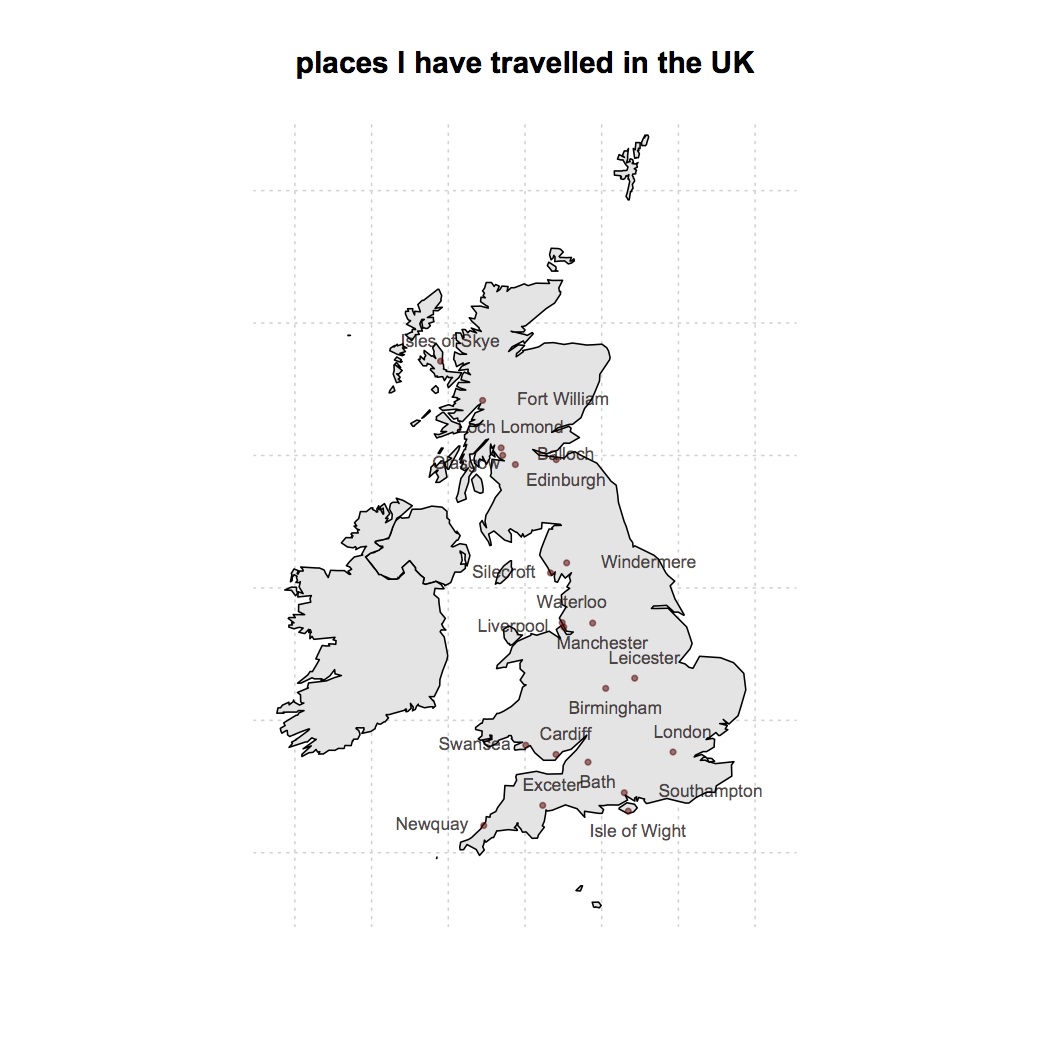 places I have travelled in the UK
Isles of Skye
Fort William
Loch Lomond
Balloch
Glasgow
Edinburgh
Windermere
Silecroft
Waterloo
Liverpool
Manchester
Leicester
Birmingham
Cardiff
London
Swansea
Exeter
Bath
Southampton
Newquay
Isle of Wight